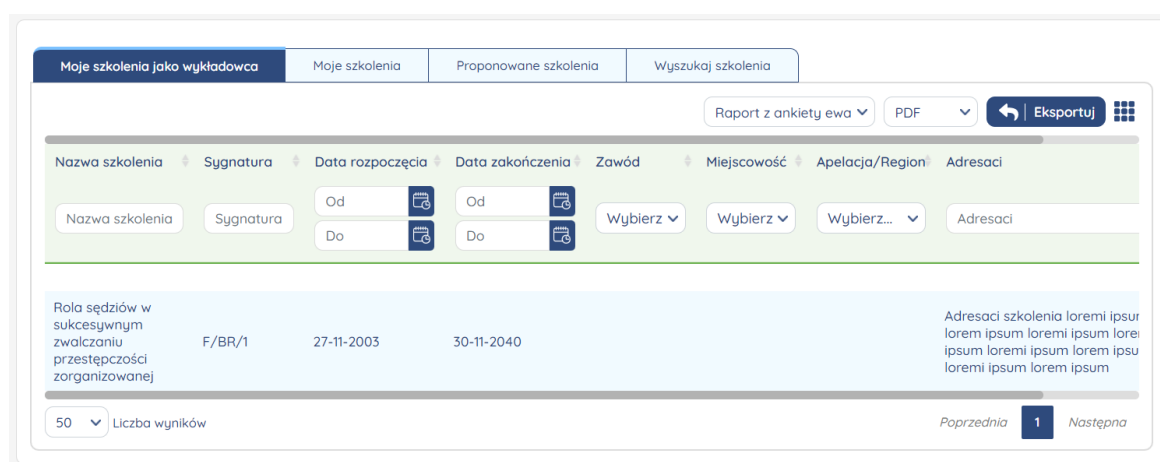 Moje szkolenia jako wykładowca Moje szkolenia Proponowane szkolenia Wyszukaj szkolenia
Raport z ankiety ewa PDF Eksportuj
Nazwa szkolenia Sygnatura Data rozpoczęcia Data zakończenia Zawód Miejscowość Apelacja/Region Adresaci
Od Od
Nazwa szkolenia Sygnatura Wybierz Wybierz Wybierz... Adresaci
Do Do
Rola sędziów w
sukcesywnym
zwalczaniu
przestępczości
zorganizowanej
F/BR/1 27-11-2003 30-11-2040
Adresaci szkolenia loremi ipsur
lorem ipsum loremi ipsum lore
ipsum loremi ipsum lorem ipsu
loremi ipsum lorem ipsum
50 Liczba wyników Poprzednia 1 Następna